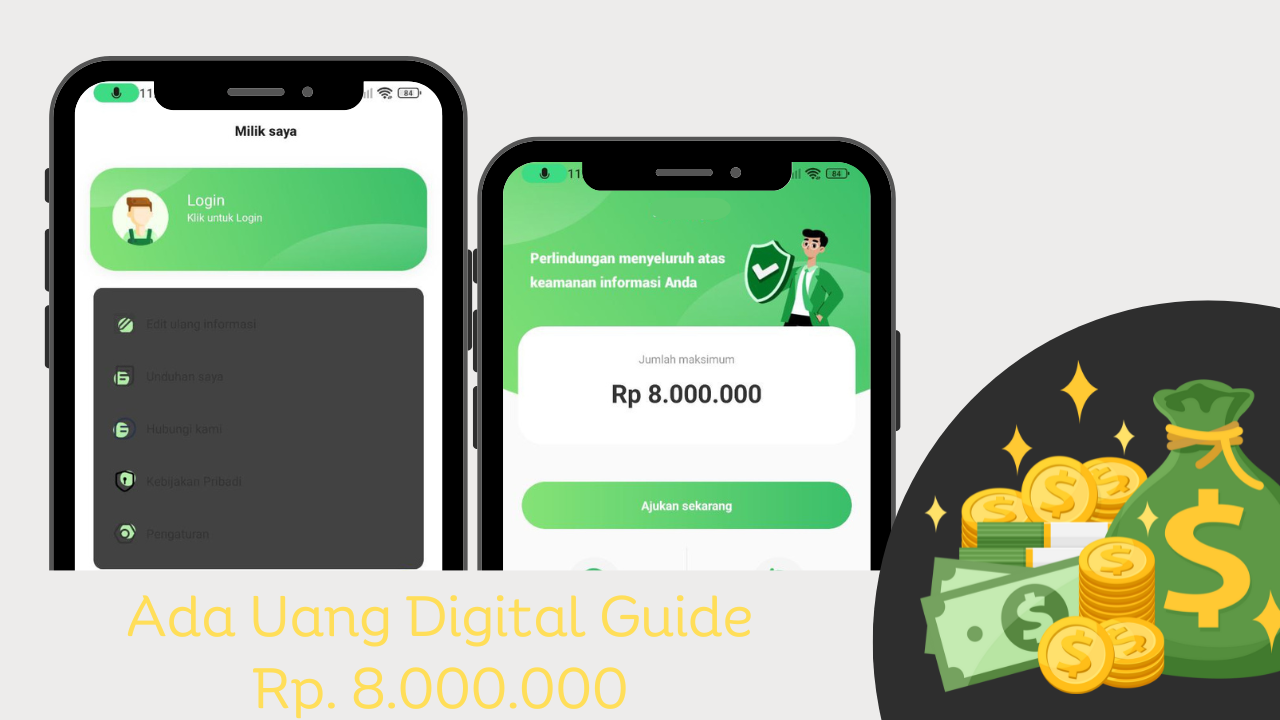 11
84
Milik saya
Login
Klik untuk Login
Edit ulang informasi
Unduhan saya
Hubungi kami
Kebijakan Pribadi
Pengaturan
11
84
Perlindungan menyeluruh atas
keamanan informasi Anda
Jumlah maksimum
Rp 8.000.000
Ajukan sekarang
Ada Uang Digital Guide
Rp. 8.000.000